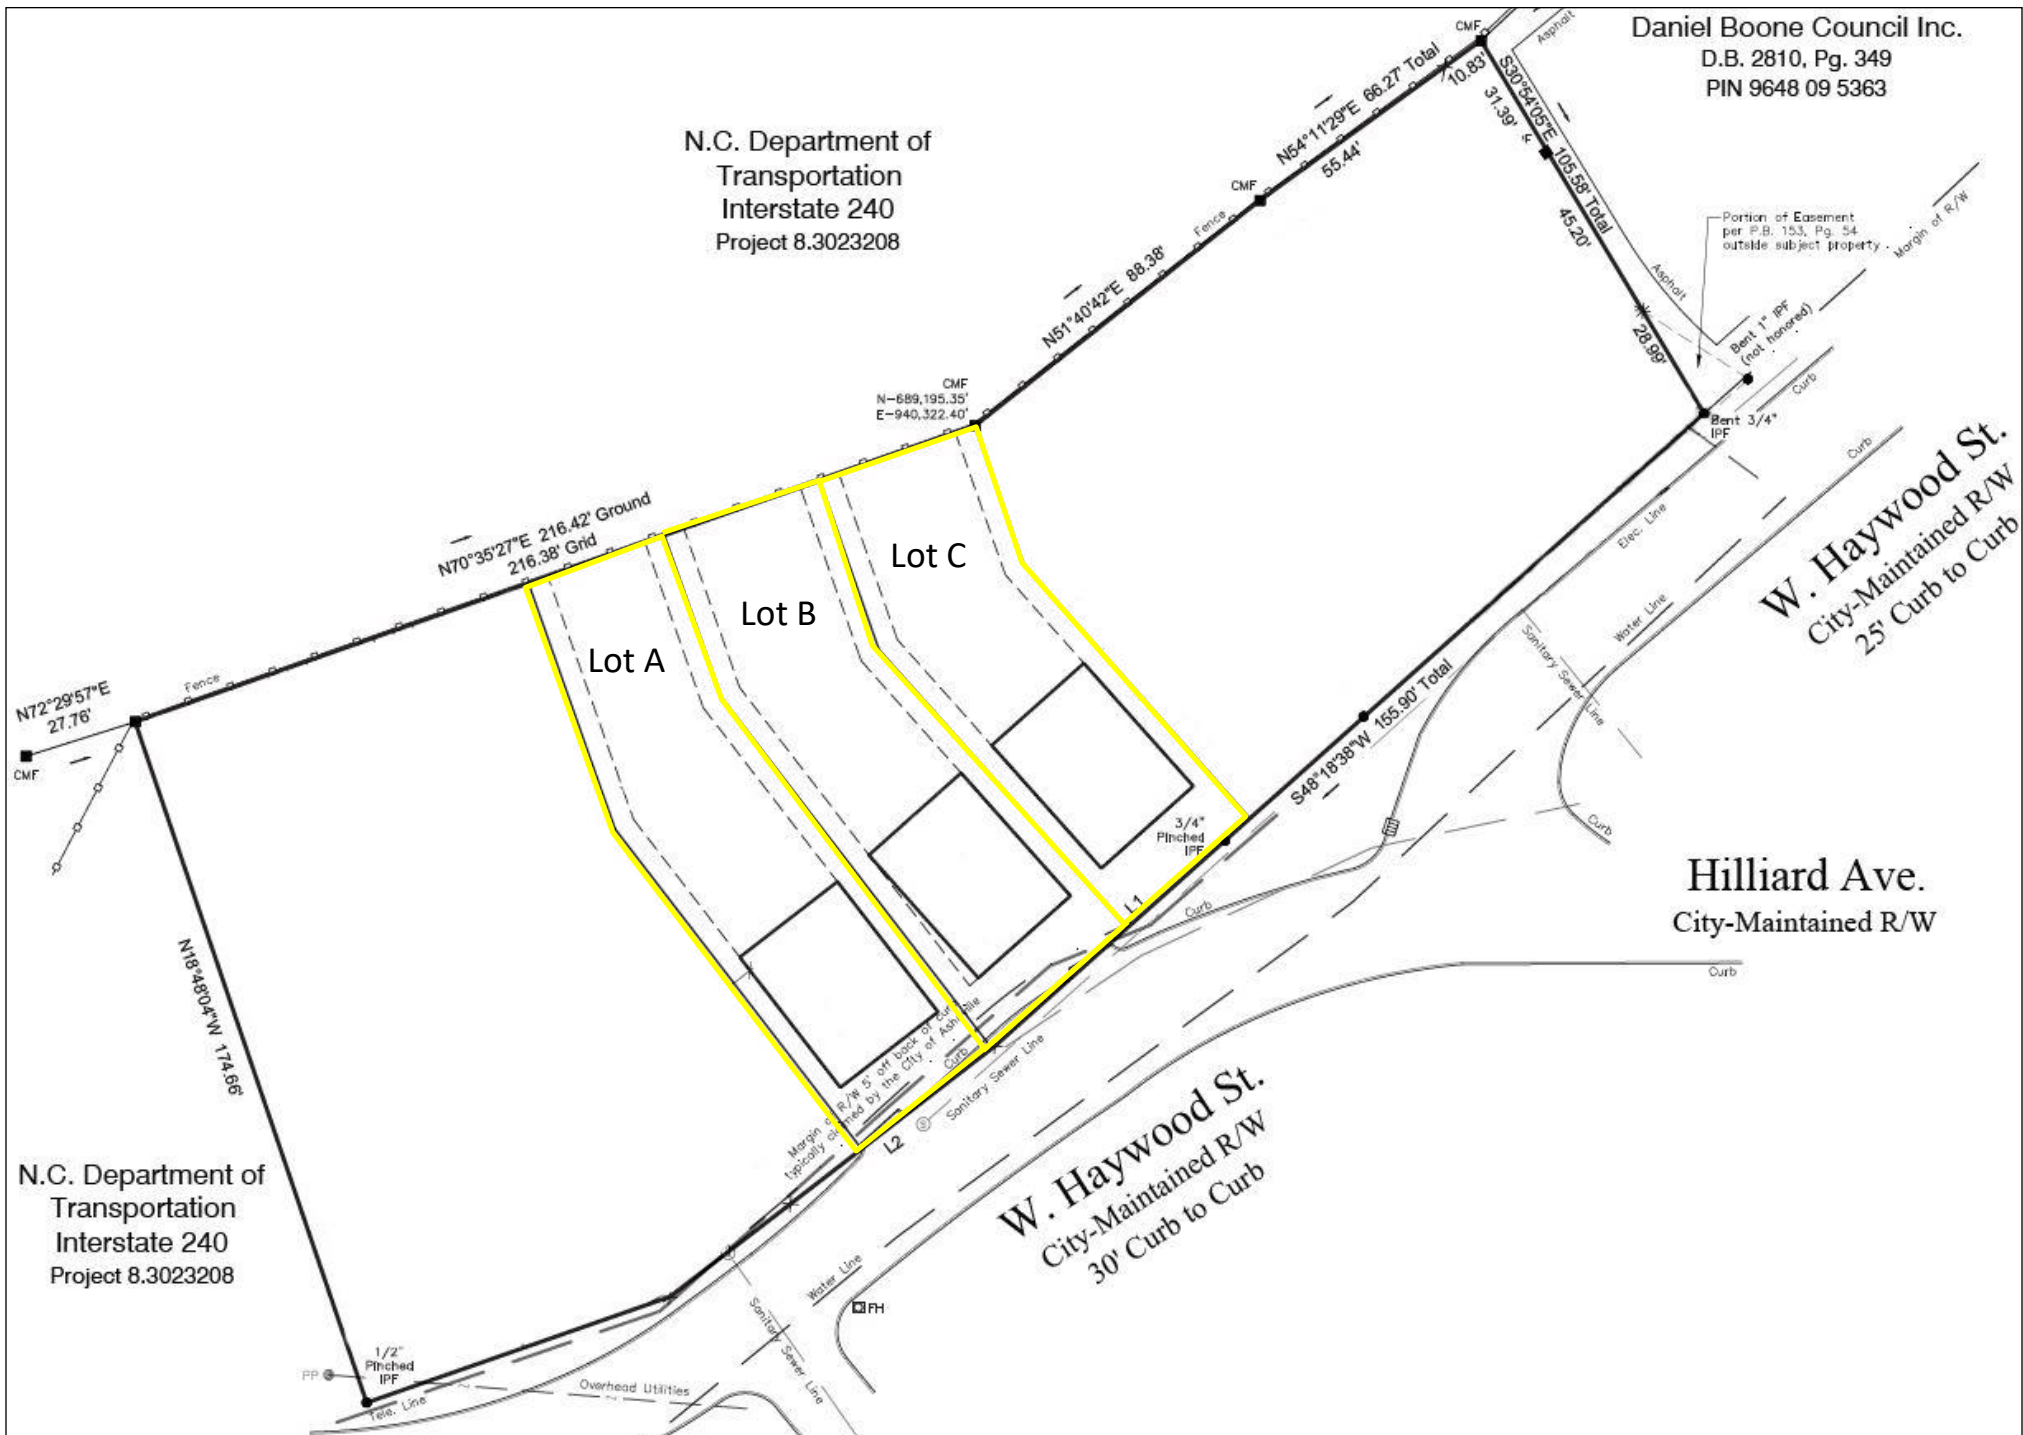 Daniel Boone Council Inc.
D.B. 2810, Pg. 349
PIN 9648 09 5363
CMF
Asphalt
N54°11'29"E 66.27' Total
10.83'
55.44'
S30°54'05"E 105.58' Total
31.39'
45.20'
28.99'
N.C. Department of
Transportation
Interstate 240
Project 8.3023208
CMF
Fence
N51°40'42"E 88.38'
Portion of Easement
per P.B. 153, Pg. 54
outside subject property
Margin of R/W
Asphalt
Bent 1" IPF
(not honored)
Curb
Bent 3/4"
IPF
CMF
N-689,195.35'
E-940,322.40'
Curb
W. Haywood St.
City-Maintained R/W
25' Curb to Curb
Elec. Line
Water Line
Sanitary Sewer Line
N70°35'27"E 216.42' Ground
216.38' Grid
Lot C
Lot B
Lot A
N72°29'57"E
27.76'
CMF
Fence
S48°18'38"W 155.90' Total
3/4"
Pinched
IPF
Curb
L1
Curb
Hilliard Ave.
City-Maintained R/W
Curb
N18°48'04"W 174.66'
R/W 5' off back of
by the City of
Curb
Sanitary Sewer Line
S
L2
W. Haywood St.
City-Maintained R/W
30' Curb to Curb
N.C. Department of
Transportation
Interstate 240
Project 8.3023208
Water Line
FH
Sanitary Sewer Line
1/2"
Pinched
IPF
PP
Overhead Utilities
Tele. Line